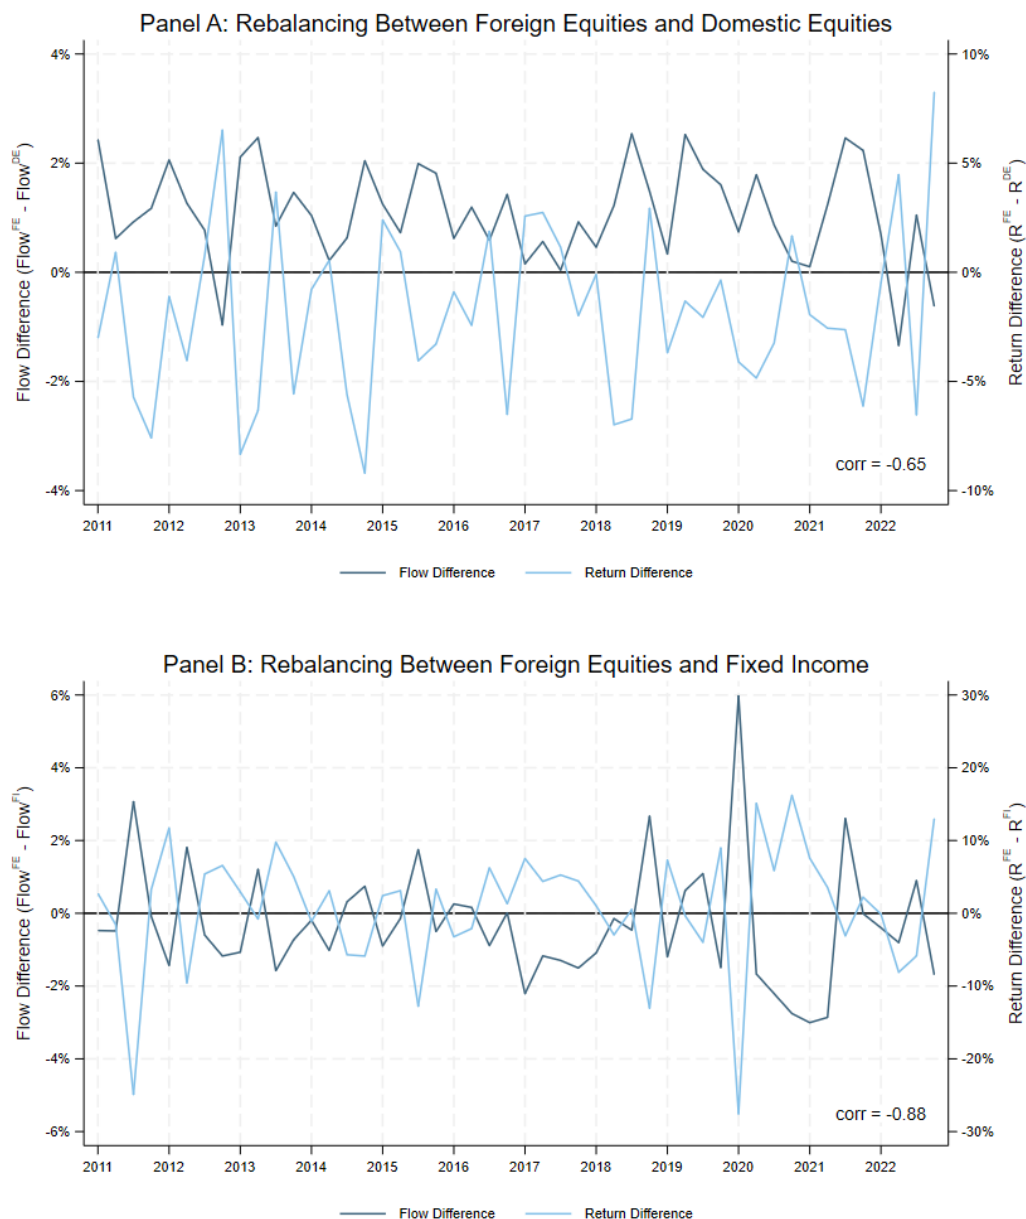 Panel A: Rebalancing Between Foreign Equities and Domestic Equities
4%
2%
0%
-2%
-4%
Flow Difference (Flow^FE - Flow^DE)
10%
5%
0%
-5%
-10%
Return Difference (R^FE - R^DE)
corr = -0.65
2011 2012 2013 2014 2015 2016 2017 2018 2019 2020 2021 2022
Flow Difference Return Difference
Panel B: Rebalancing Between Foreign Equities and Fixed Income
6%
4%
2%
0%
-2%
-4%
-6%
Flow Difference (Flow^FE - Flow^FI)
30%
20%
10%
0%
-10%
-20%
-30%
Return Difference (R^FE - R^FI)
corr = -0.88
2011 2012 2013 2014 2015 2016 2017 2018 2019 2020 2021 2022
Flow Difference Return Difference